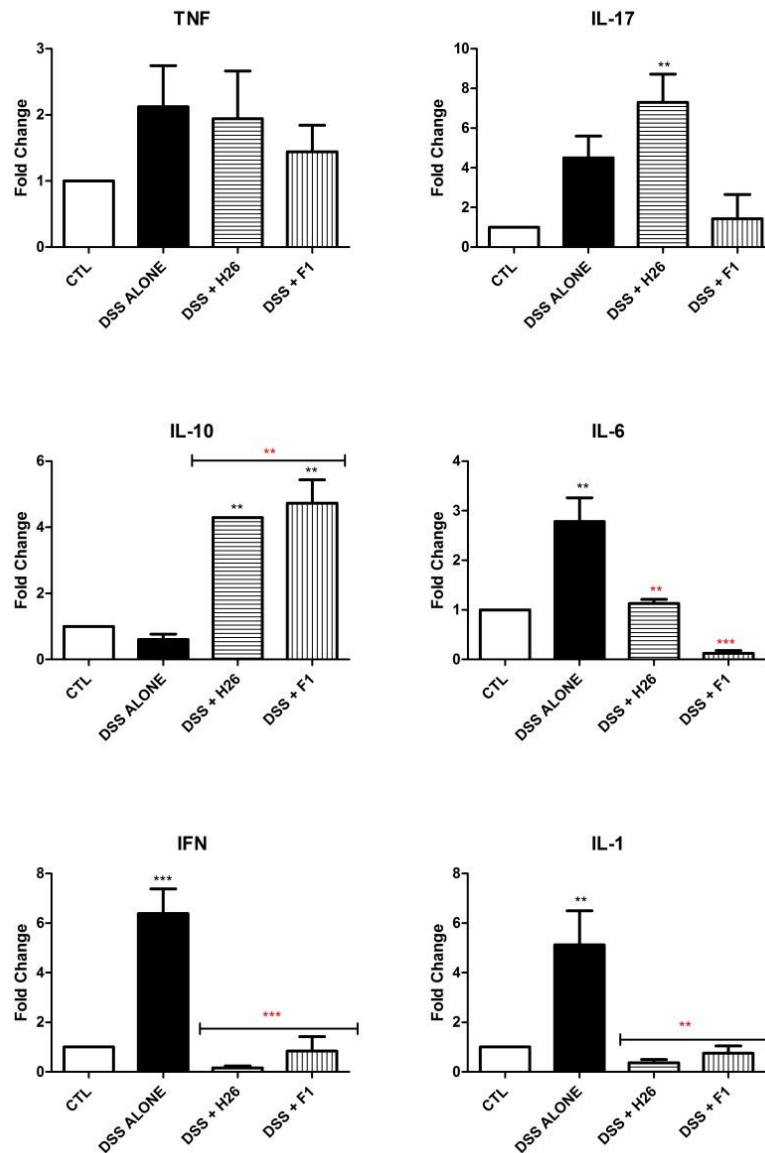 TNF
Fold Change
3
2
1
0
CTL
DSS ALONE
DSS + H26
DSS + F1
IL-17
Fold Change
10
8
6
4
2
0
**
CTL
DSS ALONE
DSS + H26
DSS + F1
IL-10
Fold Change
6
4
2
0
**
**
**
CTL
DSS ALONE
DSS + H26
DSS + F1
IL-6
Fold Change
4
3
2
1
0
**
**
***
CTL
DSS ALONE
DSS + H26
DSS + F1
IFN
Fold Change
8
6
4
2
0
***
***
CTL
DSS ALONE
DSS + H26
DSS + F1
IL-1
Fold Change
8
6
4
2
0
**
**
CTL
DSS ALONE
DSS + H26
DSS + F1